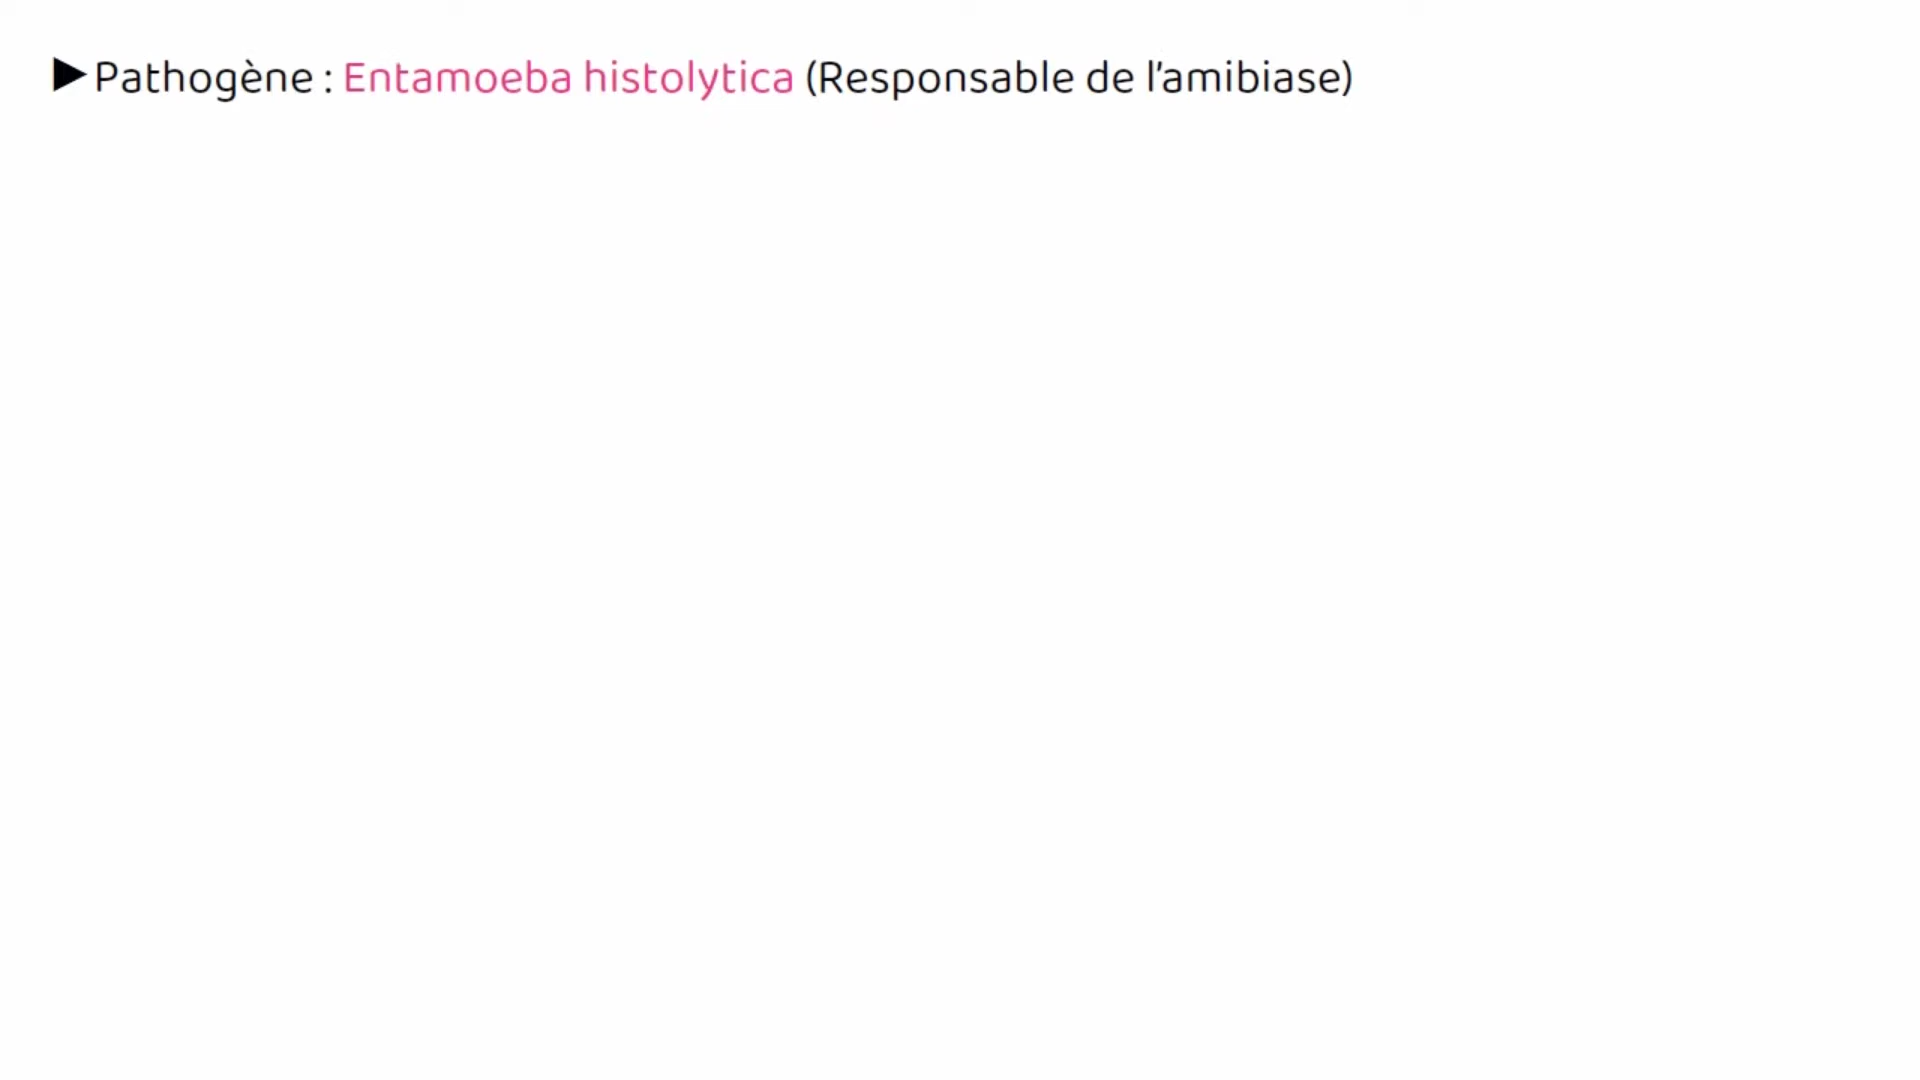 ►Pathogène : Entamoeba histolytica (Responsable de l’amibiase)